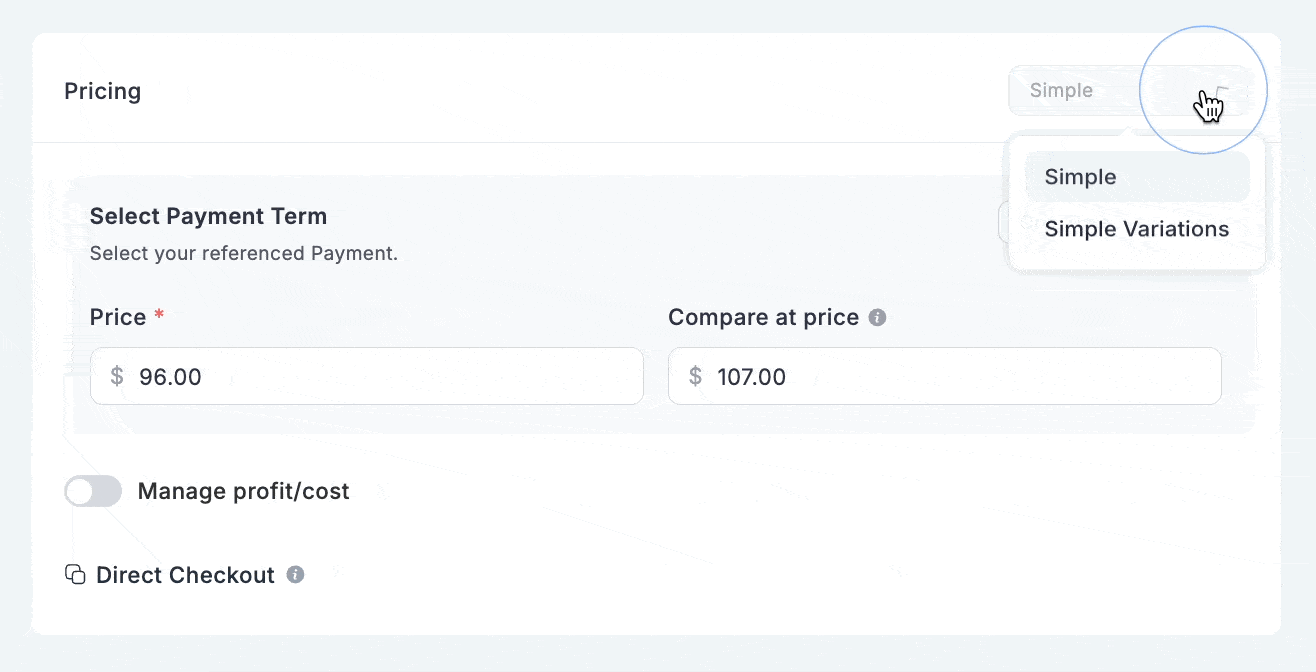 Pricing
Simple
Simple
Simple Variations
Select Payment Term
Select your referenced Payment.
Price *
Compare at price
$ 96.00
$ 107.00
Manage profit/cost
Direct Checkout